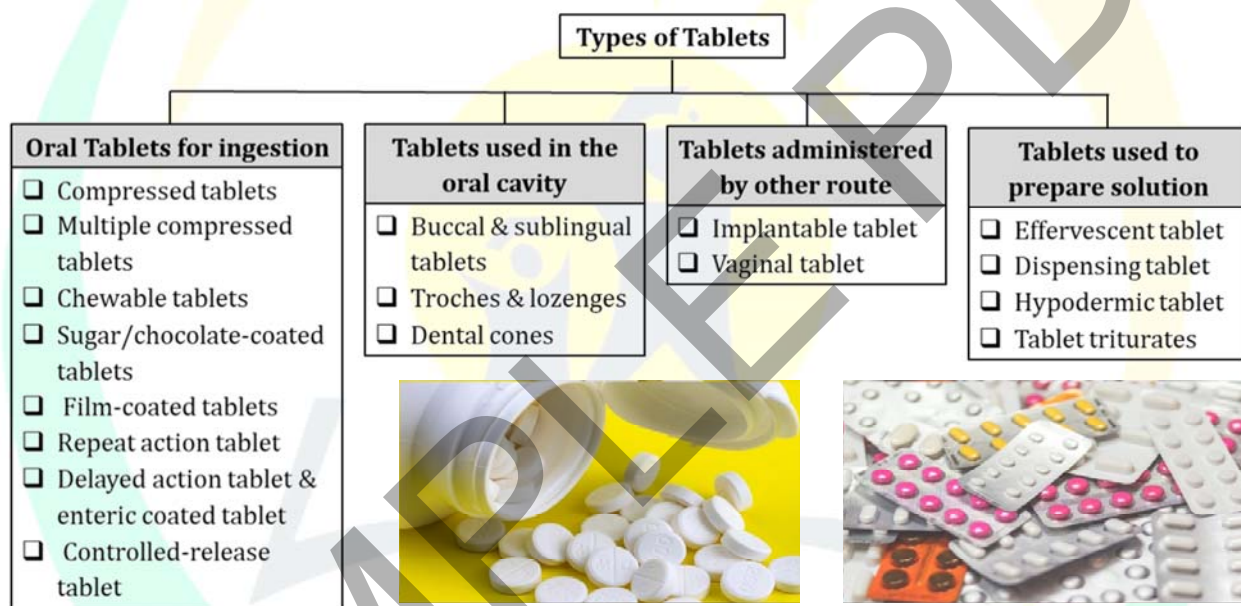 Types of Tablets
Oral Tablets for ingestion
❑ Compressed tablets
❑ Multiple compressed
tablets
❑ Chewable tablets
❑ Sugar/chocolate-coated
tablets
❑ Film-coated tablets
❑ Repeat action tablet
❑ Delayed action tablet &
enteric coated tablet
❑ Controlled-release
tablet
Tablets used in the
oral cavity
❑ Buccal & sublingual
tablets
❑ Troches & lozenges
❑ Dental cones
Tablets administered
by other route
❑ Implantable tablet
❑ Vaginal tablet
Tablets used to
prepare solution
❑ Effervescent tablet
❑ Dispensing tablet
❑ Hypodermic tablet
❑ Tablet triturates
MPLE PD